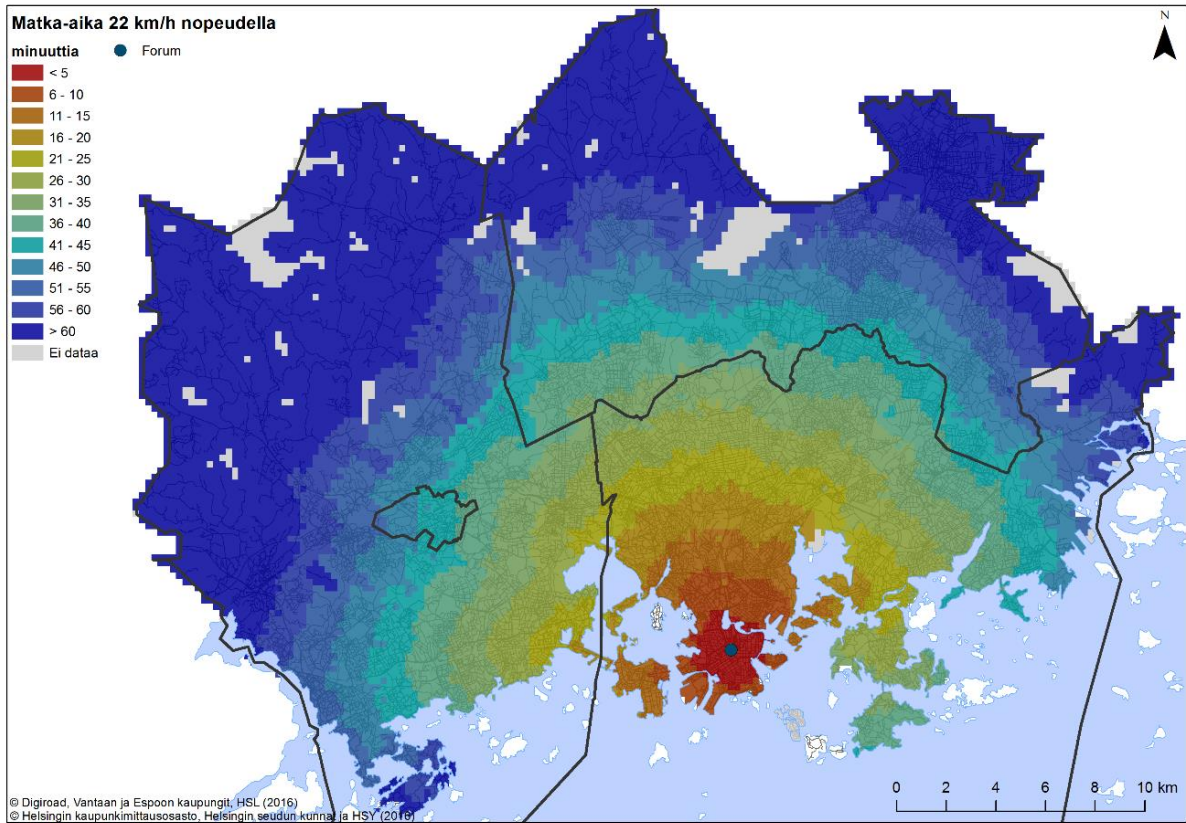 Matka-aika 22 km/h nopeudella
minuuttia
Forum
< 5
6 - 10
11 - 15
16 - 20
21 - 25
26 - 30
31 - 35
36 - 40
41 - 45
46 - 50
51 - 55
56 - 60
> 60
Ei dataa
N
0 2 4 6 8 10 km
© Digiroad, Vantaan ja Espoon kaupungit, HSL (2016)
© Helsingin kaupunkimittausosasto, Helsingin seudun kunnat ja HSY (2016)